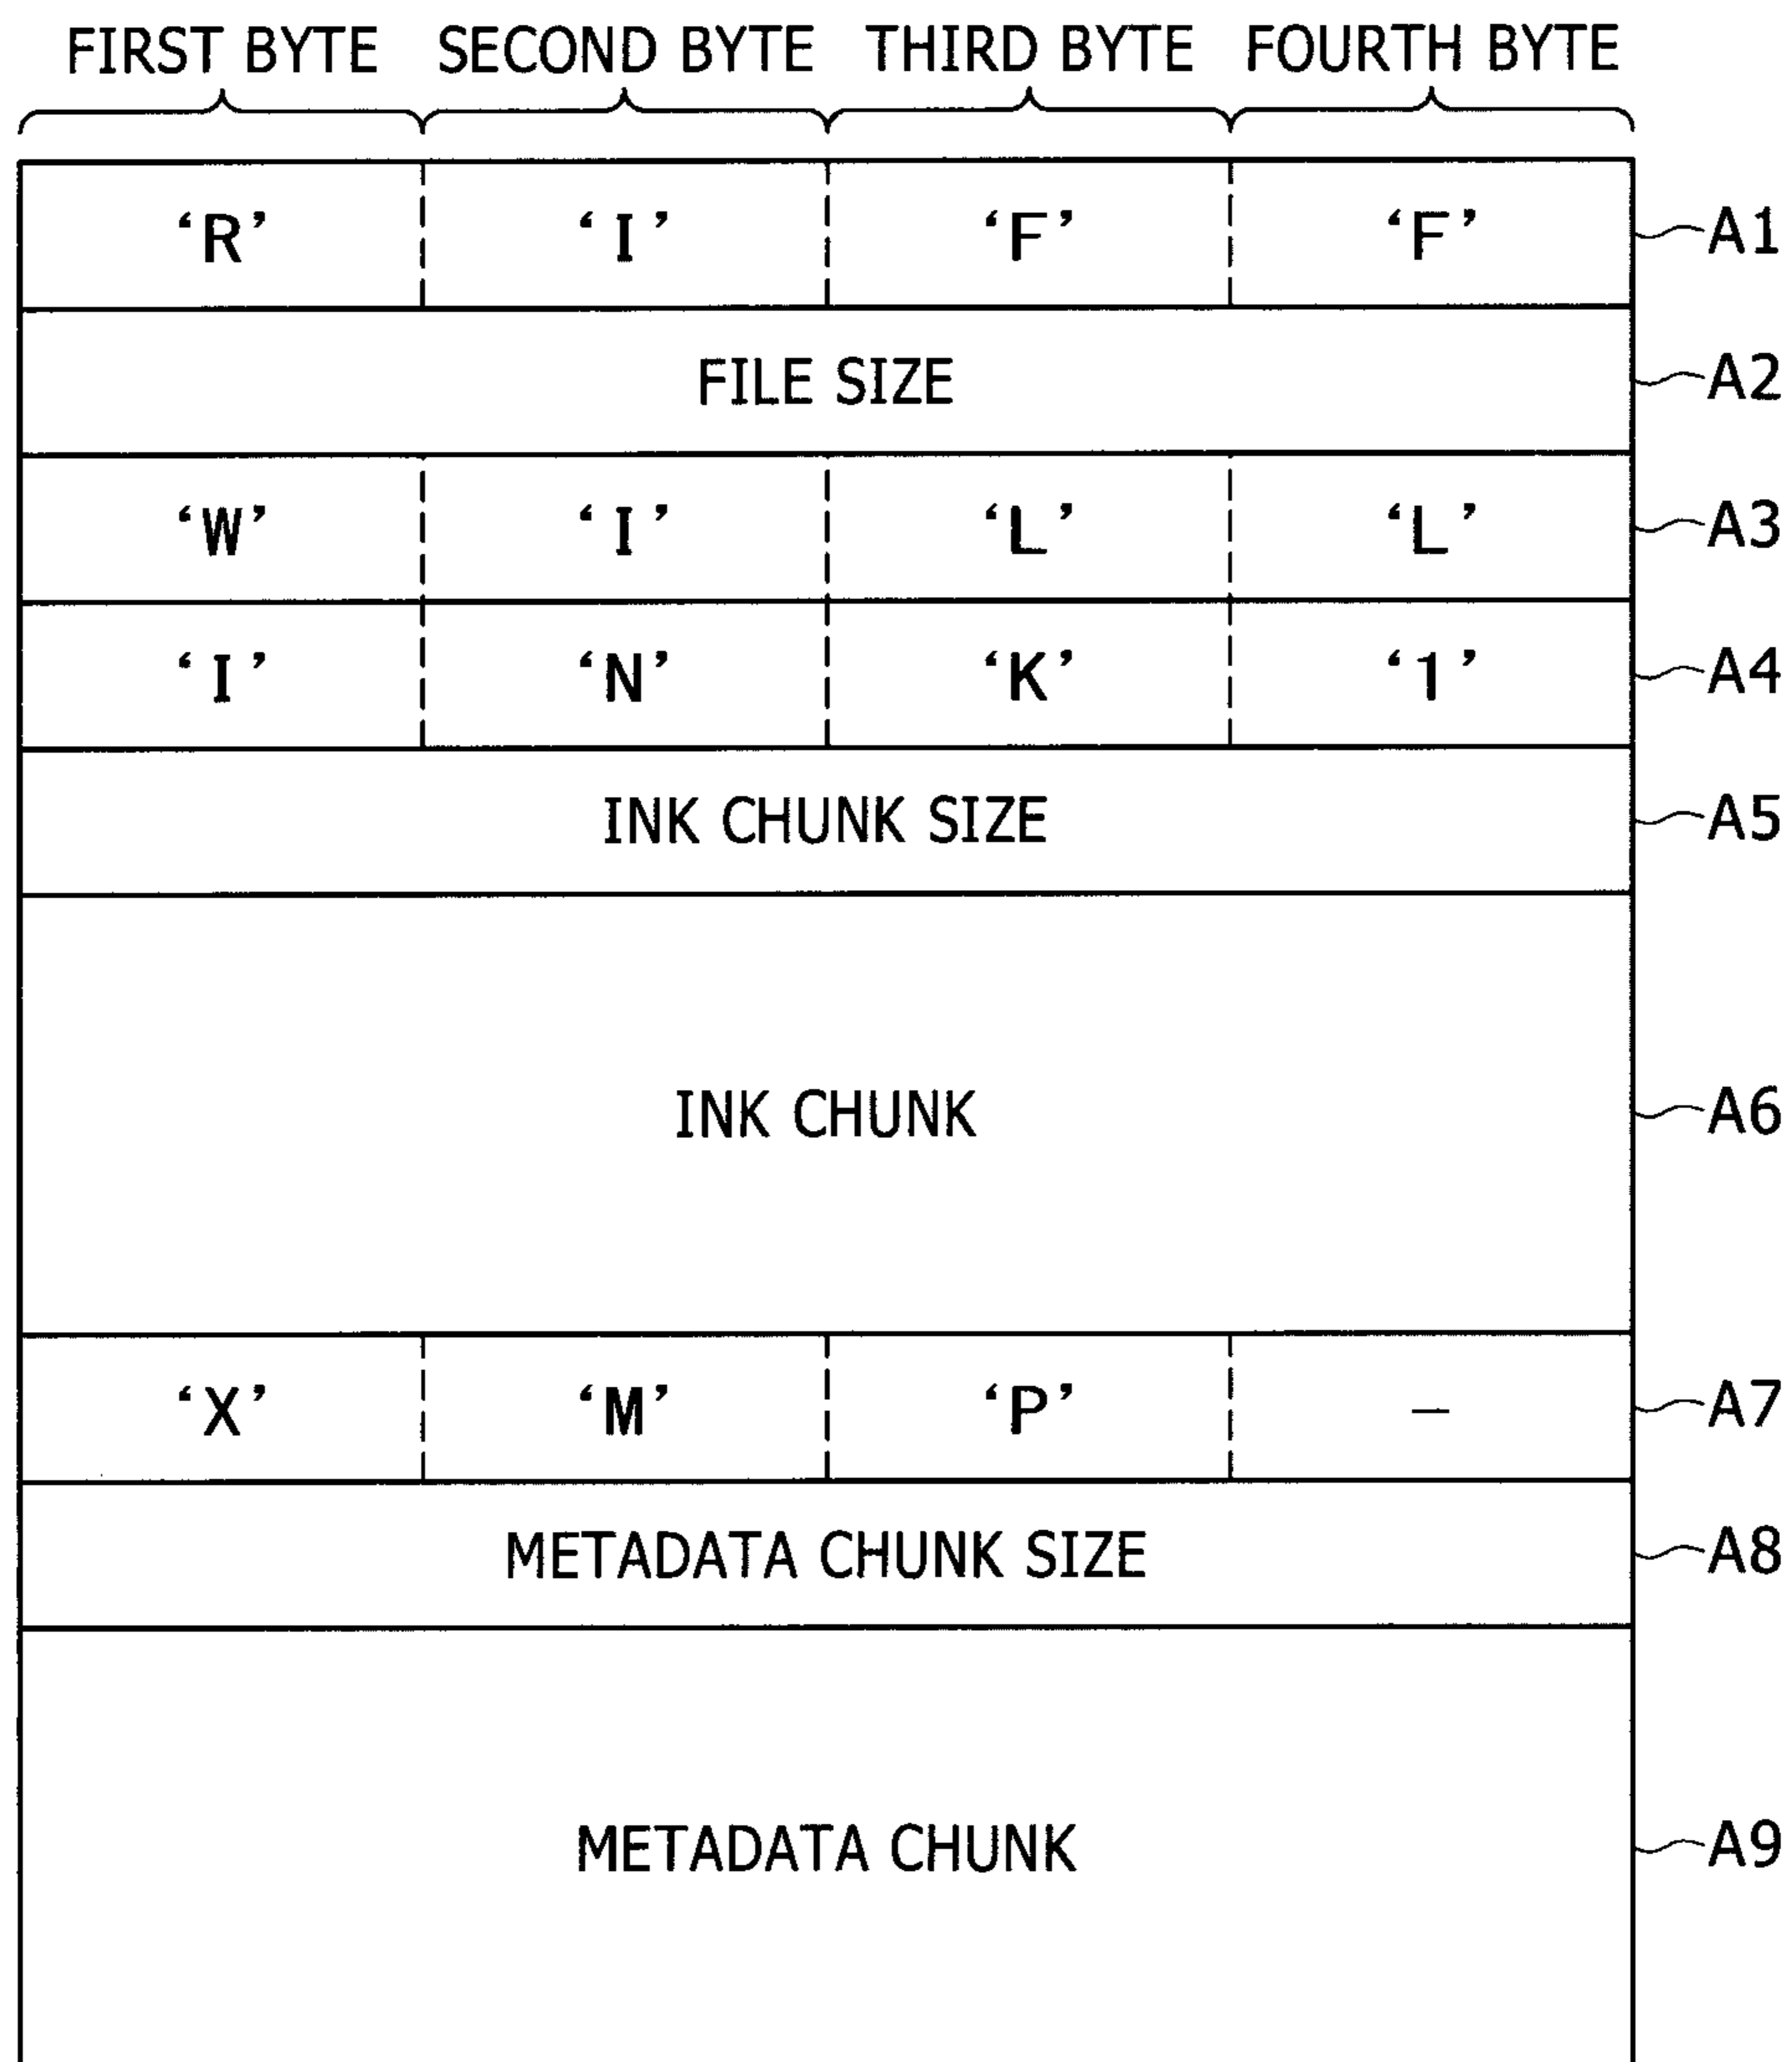 FIRST BYTE SECOND BYTE THIRD BYTE FOURTH BYTE
‘R’ ‘I’ ‘F’ ‘F’ A1
FILE SIZE A2
‘W’ ‘I’ ‘L’ ‘L’ A3
‘I’ ‘N’ ‘K’ ‘1’ A4
INK CHUNK SIZE A5
INK CHUNK A6
‘X’ ‘M’ ‘P’ – A7
METADATA CHUNK SIZE A8
METADATA CHUNK A9